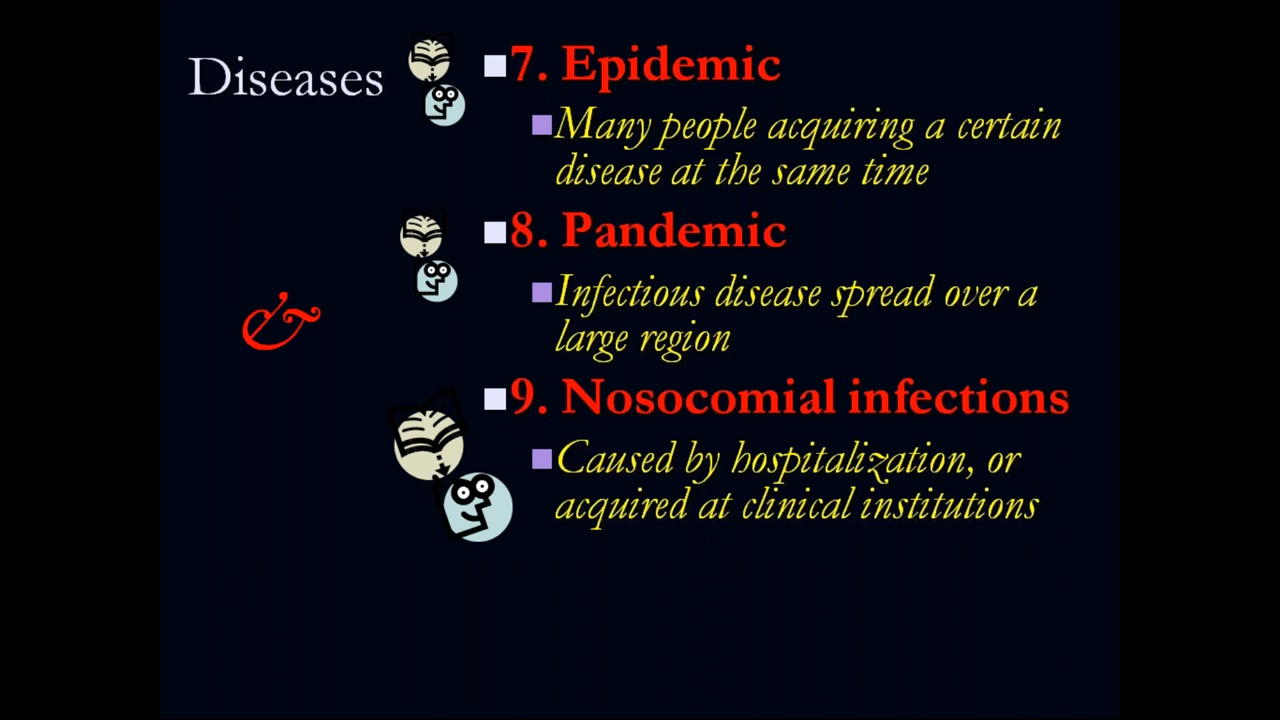 Diseases
&
7. Epidemic
Many people acquiring a certain
disease at the same time
8. Pandemic
Infectious disease spread over a
large region
9. Nosocomial infections
Caused by hospitalization, or
acquired at clinical institutions